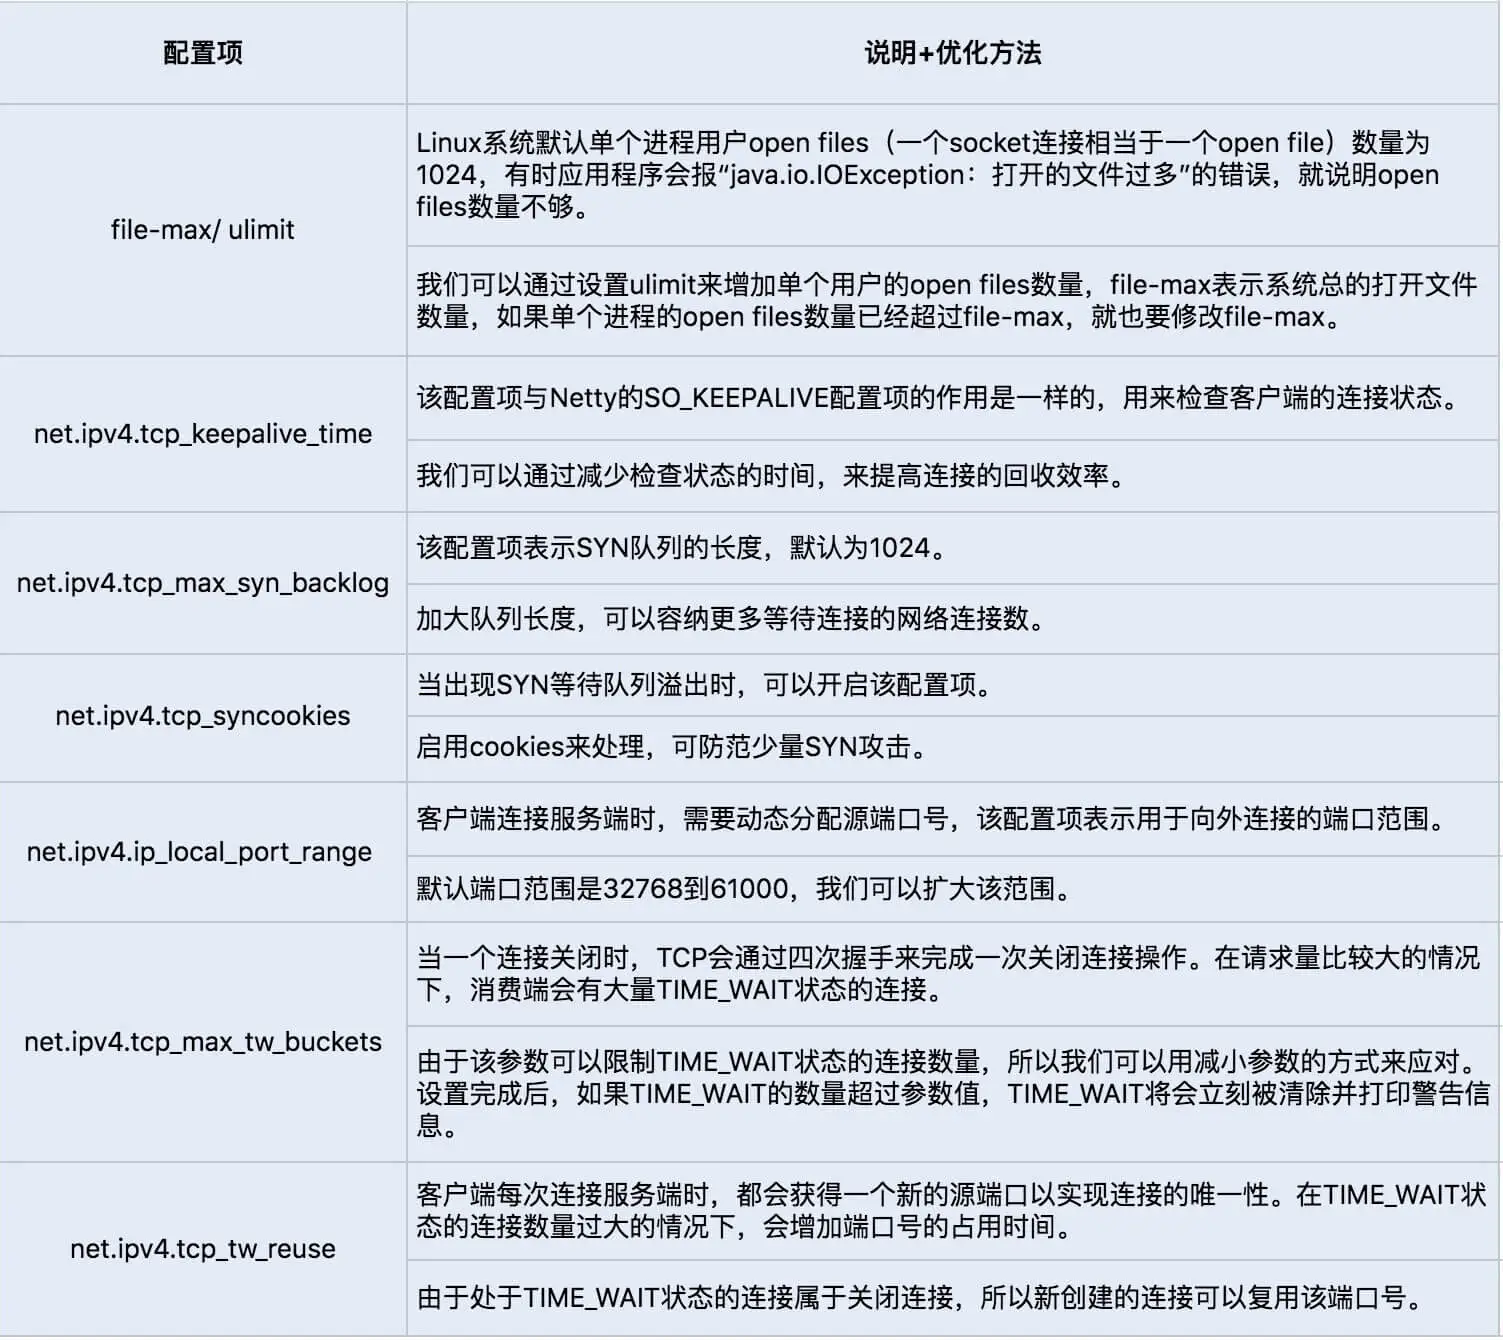 配置项
说明+优化方法
file-max/ ulimit
Linux系统默认单个进程用户open files（一个socket连接相当于一个open file）数量为
1024，有时应用程序会报“java.io.IOException：打开的文件过多”的错误，就说明open
files数量不够。
我们可以通过设置ulimit来增加单个用户的open files数量，file-max表示系统总的打开文件
数量，如果单个进程的open files数量已经超过file-max，就也要修改file-max。
net.ipv4.tcp_keepalive_time
该配置项与Netty的SO_KEEPALIVE配置项的作用是一样的，用来检查客户端的连接状态。
我们可以通过减少检查状态的时间，来提高连接的回收效率。
net.ipv4.tcp_max_syn_backlog
该配置项表示SYN队列的长度，默认为1024。
加大队列长度，可以容纳更多等待连接的网络连接数。
net.ipv4.tcp_syncookies
当出现SYN等待队列溢出时，可以开启该配置项。
启用cookies来处理，可防范少量SYN攻击。
net.ipv4.ip_local_port_range
客户端连接服务端时，需要动态分配源端口号，该配置项表示用于向外连接的端口范围。
默认端口范围是32768到61000，我们可以扩大该范围。
net.ipv4.tcp_max_tw_buckets
当一个连接关闭时，TCP会通过四次握手来完成一次关闭连接操作。在请求量比较大的情况
下，消费端会有大量TIME_WAIT状态的连接。
由于该参数可以限制TIME_WAIT状态的连接数量，所以我们可以用减小参数的方式来应对。
设置完成后，如果TIME_WAIT的数量超过参数值，TIME_WAIT将会立刻被清除并打印警告信
息。
net.ipv4.tcp_tw_reuse
客户端每次连接服务端时，都会获得一个新的源端口以实现连接的唯一性。在TIME_WAIT状
态的连接数量过大的情况下，会增加端口号的占用时间。
由于处于TIME_WAIT状态的连接属于关闭连接，所以新创建的连接可以复用该端口号。